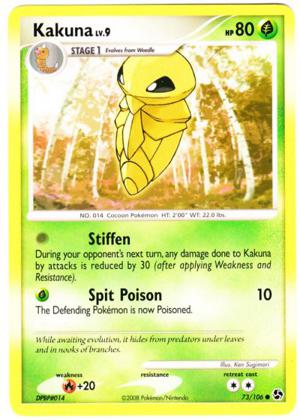 Kakuna LV.9
HP 80
STAGE 1 Evolves from Weedle
NO. 014 Cocoon Pokémon HT: 2'00" WT: 22.0 lbs.
Stiffen
During your opponent's next turn, any damage done to Kakuna
by attacks is reduced by 30 (after applying Weakness and
Resistance).
Spit Poison 10
The Defending Pokémon is now Poisoned.
While awaiting evolution, it hides from predators under leaves
and in nooks of branches.
Illus. Ken Sugimori
weakness resistance retreat cost
+20
DPBP#014 ©2008 Pokémon/Nintendo 73/106